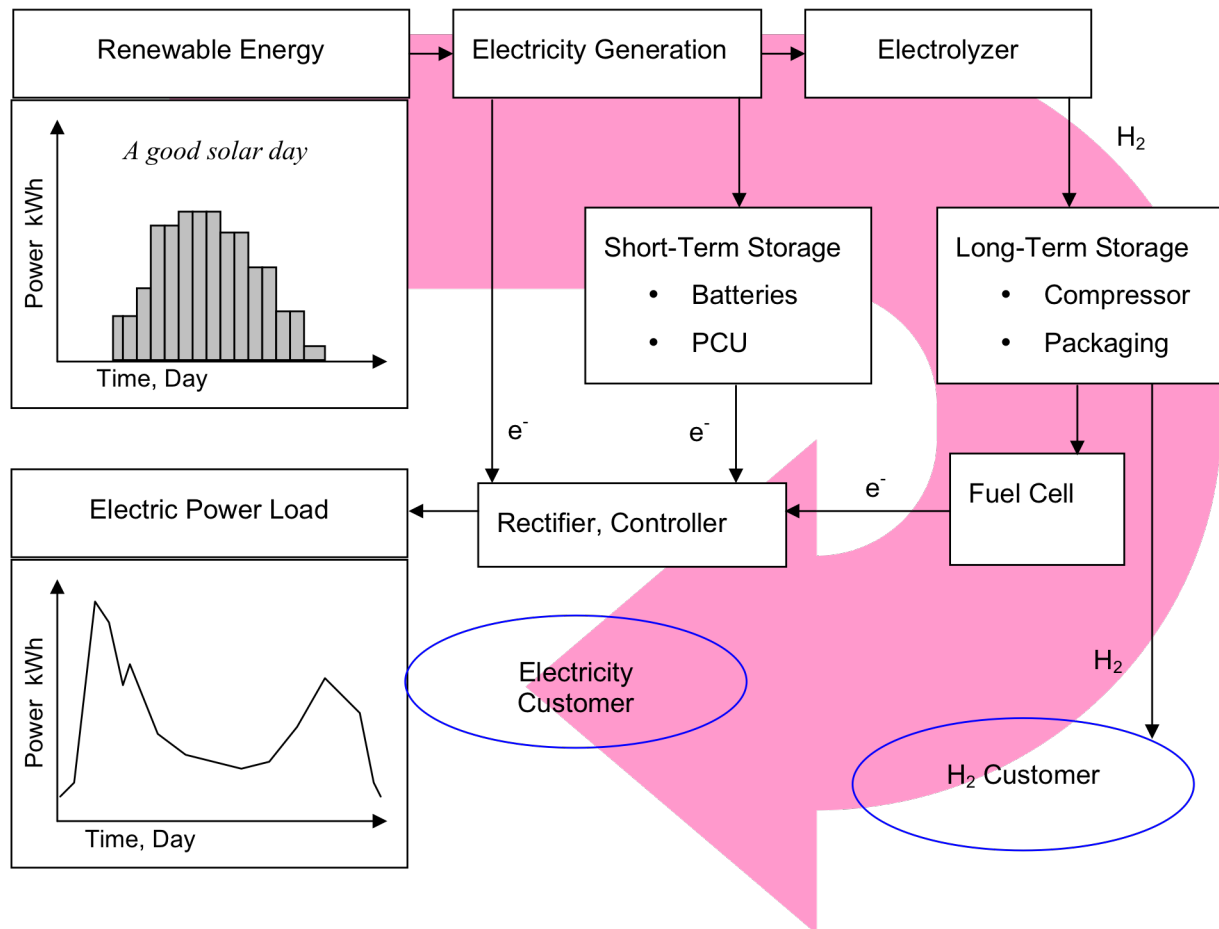 Renewable Energy
Electricity Generation
Electrolyzer
A good solar day
Power kWh
Time, Day
H₂
Short-Term Storage
• Batteries
• PCU
Long-Term Storage
• Compressor
• Packaging
e⁻
e⁻
Electric Power Load
Rectifier, Controller
e⁻
Fuel Cell
Power kWh
Time, Day
Electricity
Customer
H₂
H₂ Customer